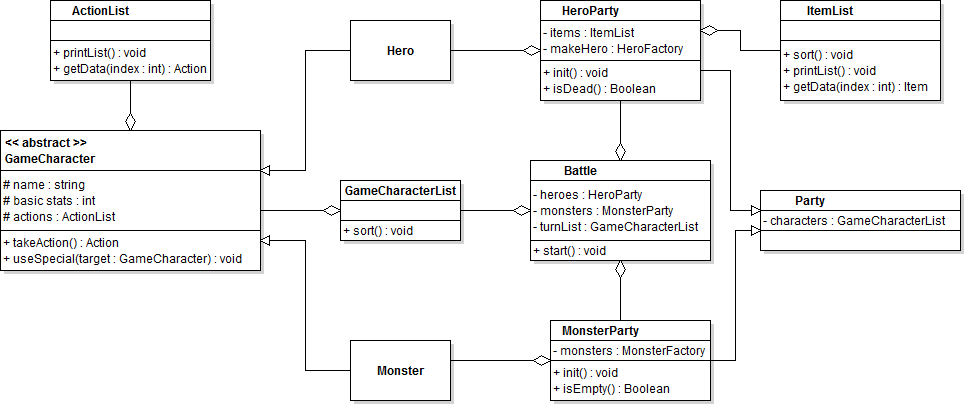 ActionList
+ printList() : void
+ getData(index : int) : Action
Hero
HeroParty
- items : ItemList
- makeHero : HeroFactory
+ init() : void
+ isDead() : Boolean
ItemList
+ sort() : void
+ printList() : void
+ getData(index : int) : Item
<< abstract >>
GameCharacter
# name : string
# basic stats : int
# actions : ActionList
+ takeAction() : Action
+ useSpecial(target : GameCharacter) : void
GameCharacterList
+ sort() : void
Battle
- heroes : HeroParty
- monsters : MonsterParty
- turnList : GameCharacterList
+ start() : void
Party
- characters : GameCharacterList
Monster
MonsterParty
- monsters : MonsterFactory
+ init() : void
+ isEmpty() : Boolean